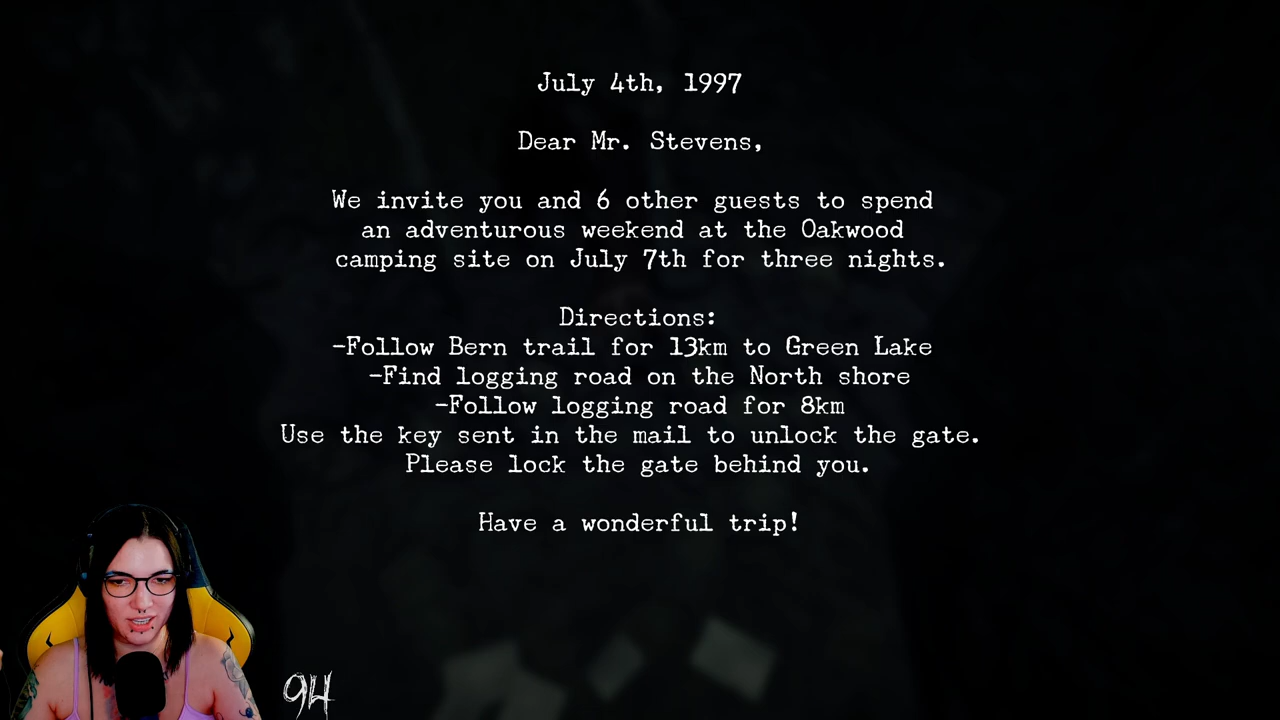 July 4th, 1997
Dear Mr. Stevens,
We invite you and 6 other guests to spend
an adventurous weekend at the Oakwood
camping site on July 7th for three nights.
Directions:
-Follow Bern trail for 13km to Green Lake
-Find logging road on the North shore
-Follow logging road for 8km
Use the key sent in the mail to unlock the gate.
Please lock the gate behind you.
Have a wonderful trip!
94